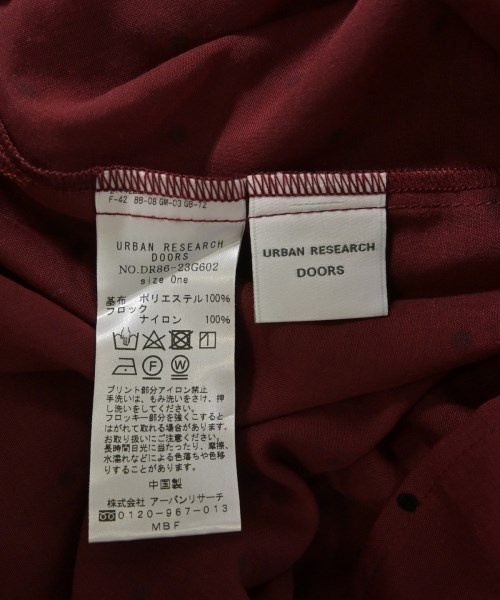 F-42 BB-08 GM-03 GB-12
URBAN RESEARCH
DOORS
NO.DR86-23G602
size One
基布 ポリエステル100%
フロック
ナイロン 100%
プリント部分アイロン禁止
手洗いは、もみ洗いをさけ、押
し洗いをしてください。
フロッキー部分を強くこすると
はがれて取れる場合があります。
お取り扱いにご注意ください。
長時間日光に当たったり、摩擦、
水濡れなどによる色落ちや色移
りすることがあります。
中国製
株式会社 アーバンリサーチ
0120-967-013
MBF
URBAN RESEARCH
DOORS